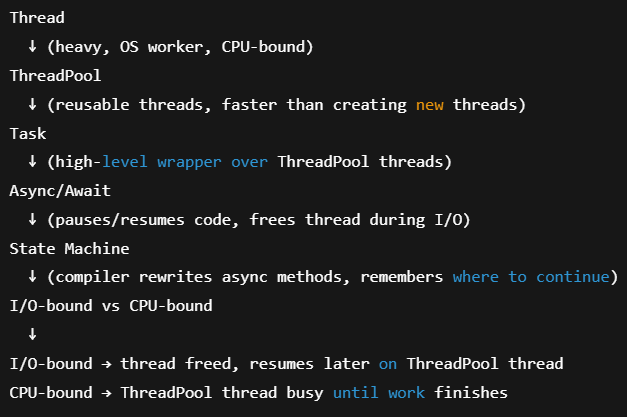 Thread
↓ (heavy, OS worker, CPU-bound)
ThreadPool
↓ (reusable threads, faster than creating new threads)
Task
↓ (high-level wrapper over ThreadPool threads)
Async/Await
↓ (pauses/resumes code, frees thread during I/O)
State Machine
↓ (compiler rewrites async methods, remembers where to continue)
I/O-bound vs CPU-bound
↓
I/O-bound → thread freed, resumes later on ThreadPool thread
CPU-bound → ThreadPool thread busy until work finishes